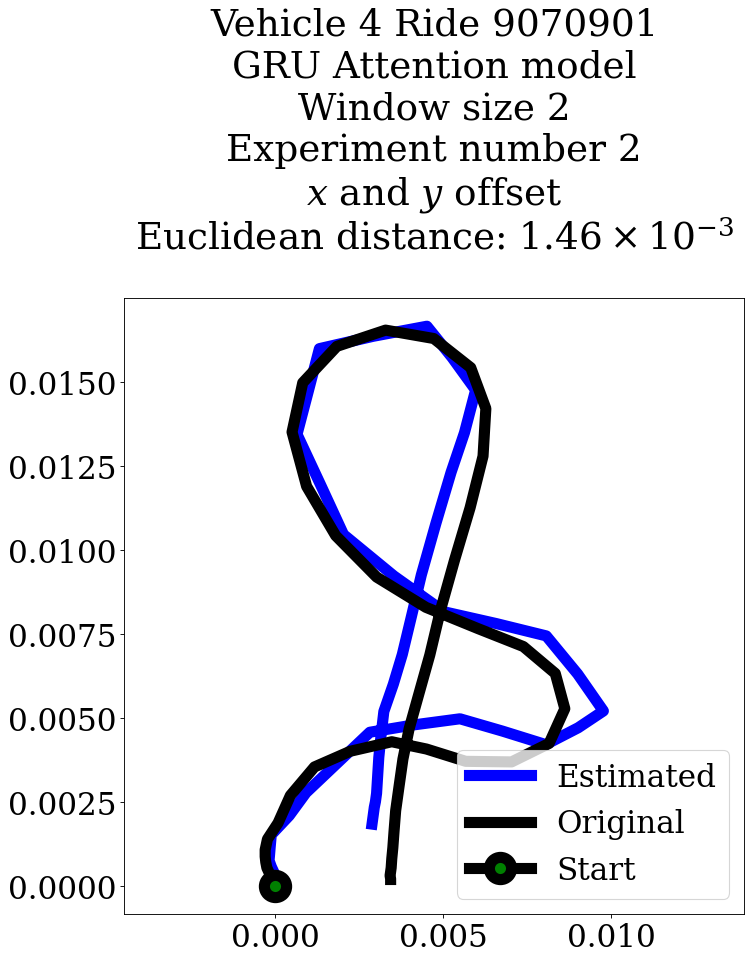 Vehicle 4 Ride 9070901
GRU Attention model
Window size 2
Experiment number 2
x and y offset
Euclidean distance: 1.46 × 10⁻³
0.0150
0.0125
0.0100
0.0075
0.0050
0.0025
0.0000
Estimated
Original
Start
0.000 0.005 0.010